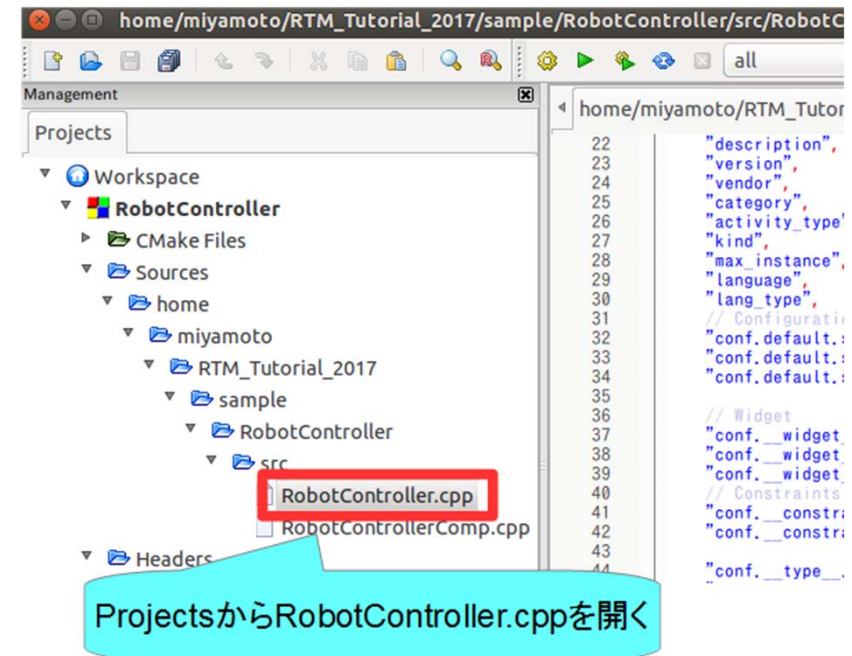 home/miyamoto/RTM_Tutorial_2017/sample/RobotController/src/RobotC
all
Management
Projects
Workspace
RobotController
CMake Files
Sources
home
miyamoto
RTM_Tutorial_2017
sample
RobotController
src
RobotController.cpp
RobotControllerComp.cpp
Headers
home/miyamoto/RTM_Tutor
22 "description",
23 "version",
24 "vendor",
25 "category",
26 "activity_type"
27 "kind",
28 "max_instance",
29 "language",
30 "lang_type",
31 // Configurati
32 "conf.default.s
33 "conf.default.s
34 "conf.default.s
35
36 // Widget
37 "conf.__widget_
38 "conf.__widget_
39 "conf.__widget_
40 // Constraints
41 "conf.__constra
42 "conf.__constra
43
44 "conf.__type__.
ProjectsからRobotController.cppを開く